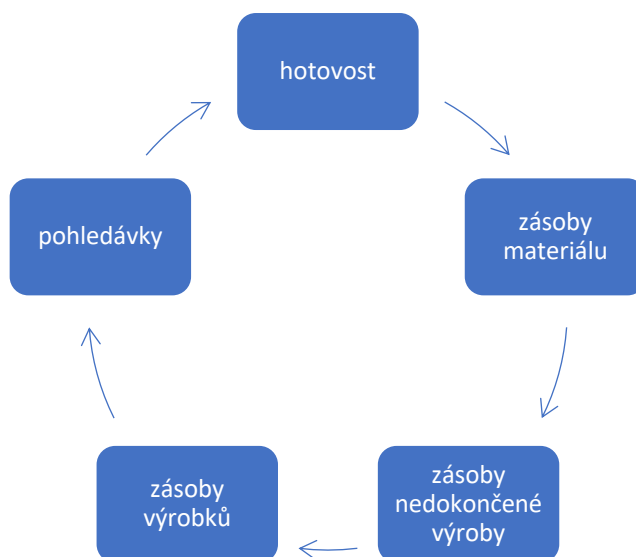 hotovost
zásoby
materiálu
zásoby
nedokončené
výroby
zásoby
výrobků
pohledávky